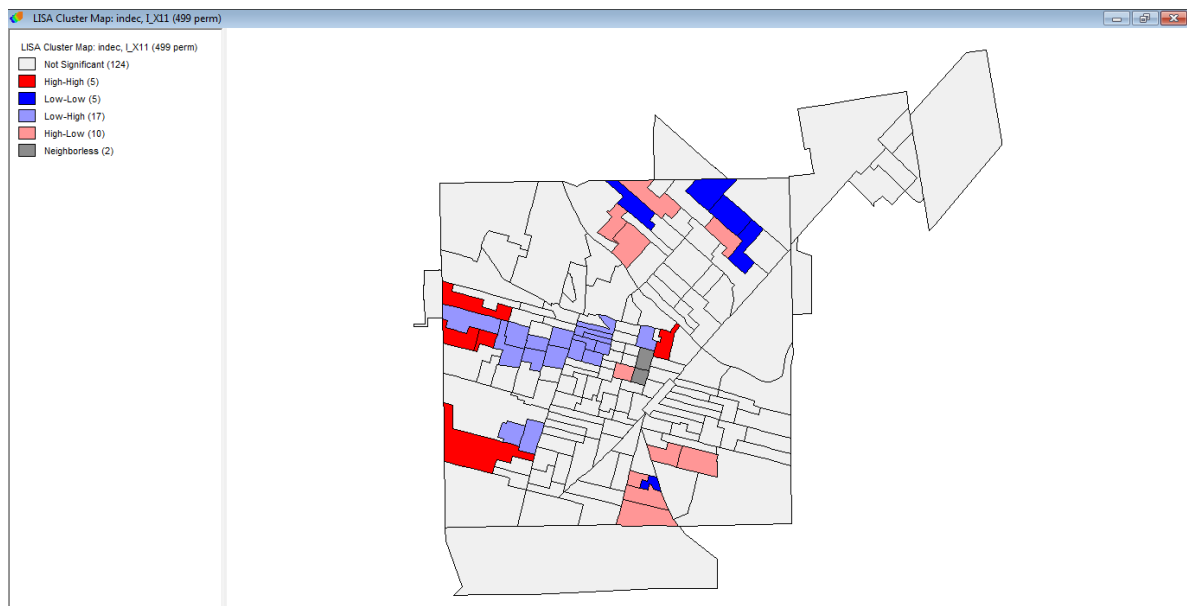 LISA Cluster Map: indec, I_X11 (499 perm)
LISA Cluster Map: indec, I_X11 (499 perm)
Not Significant (124)
High-High (5)
Low-Low (5)
Low-High (17)
High-Low (10)
Neighborless (2)